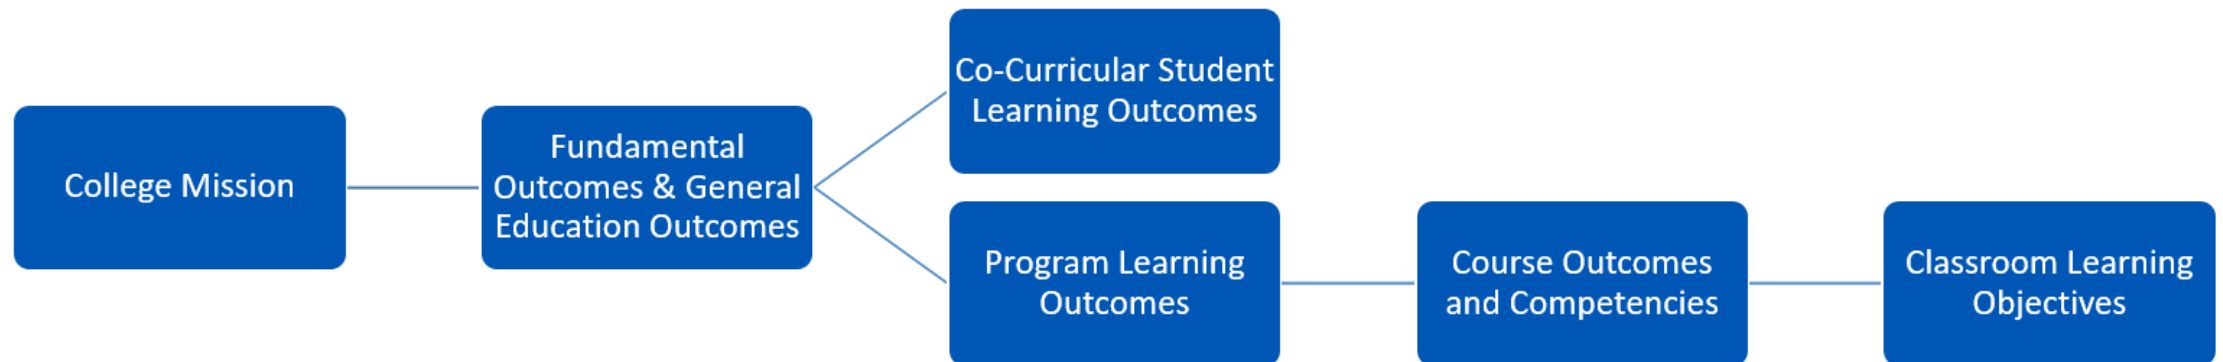 College Mission
Fundamental
Outcomes & General
Education Outcomes
Co-Curricular Student
Learning Outcomes
Program Learning
Outcomes
Course Outcomes
and Competencies
Classroom Learning
Objectives